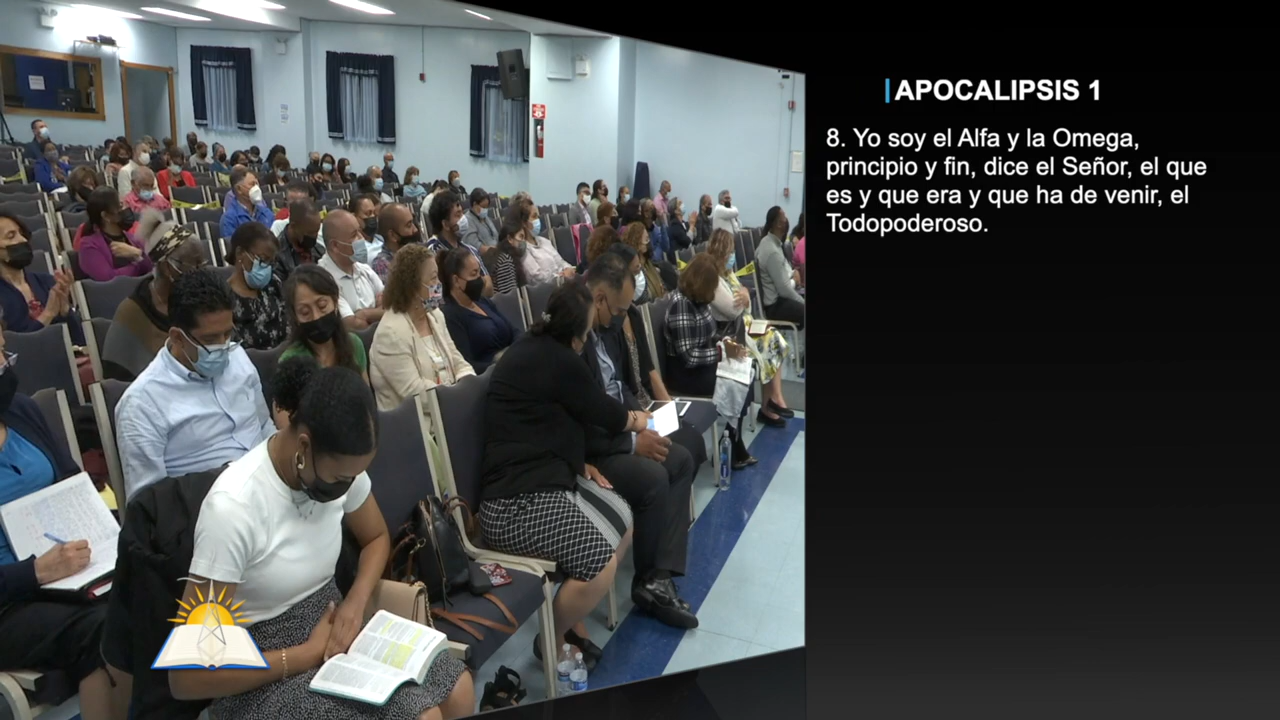 APOCALIPSIS 1
8. Yo soy el Alfa y la Omega,
principio y fin, dice el Señor, el que
es y que era y que ha de venir, el
Todopoderoso.